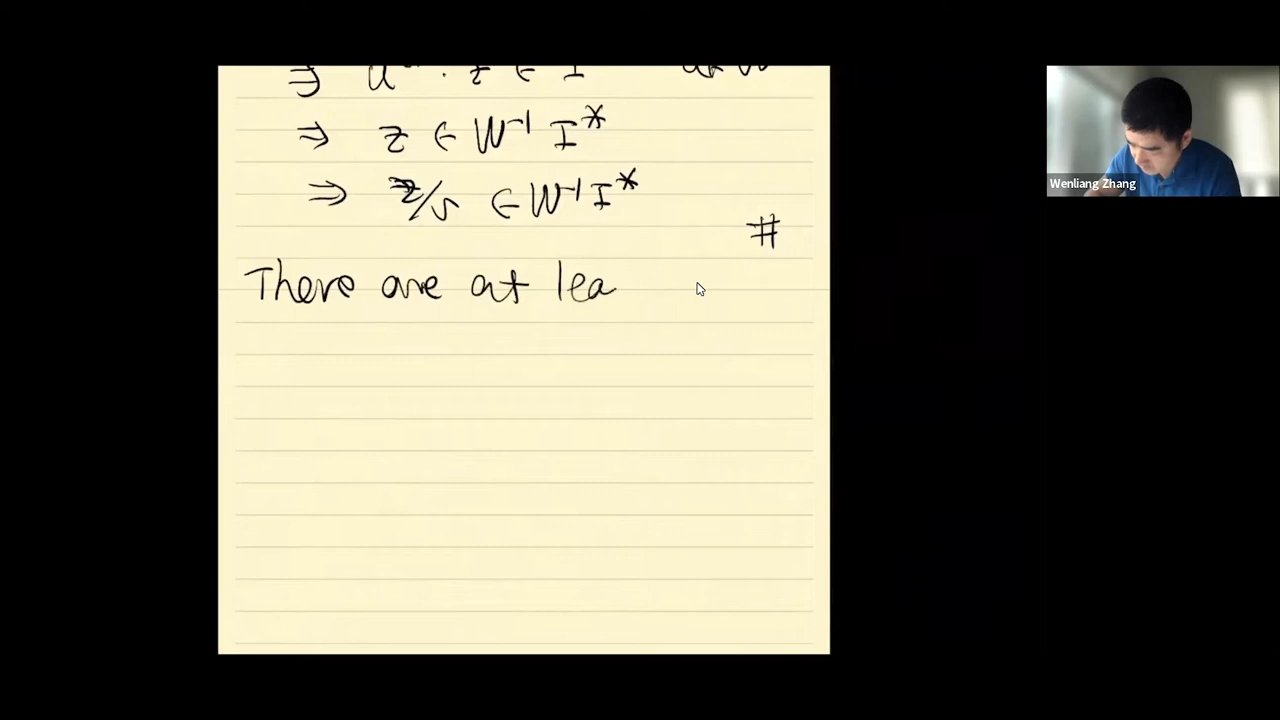 ⇒ z ∈ W⁻¹ I*
Wenliang Zhang
⇒ z/s ∈ W⁻¹ I*
#
There are at lea